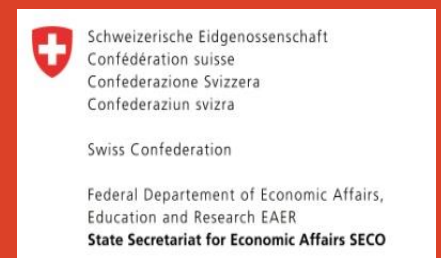 Schweizerische Eidgenossenschaft
Confédération suisse
Confederazione Svizzera
Confederaziun svizra
Swiss Confederation
Federal Departement of Economic Affairs,
Education and Research EAER
State Secretariat for Economic Affairs SECO